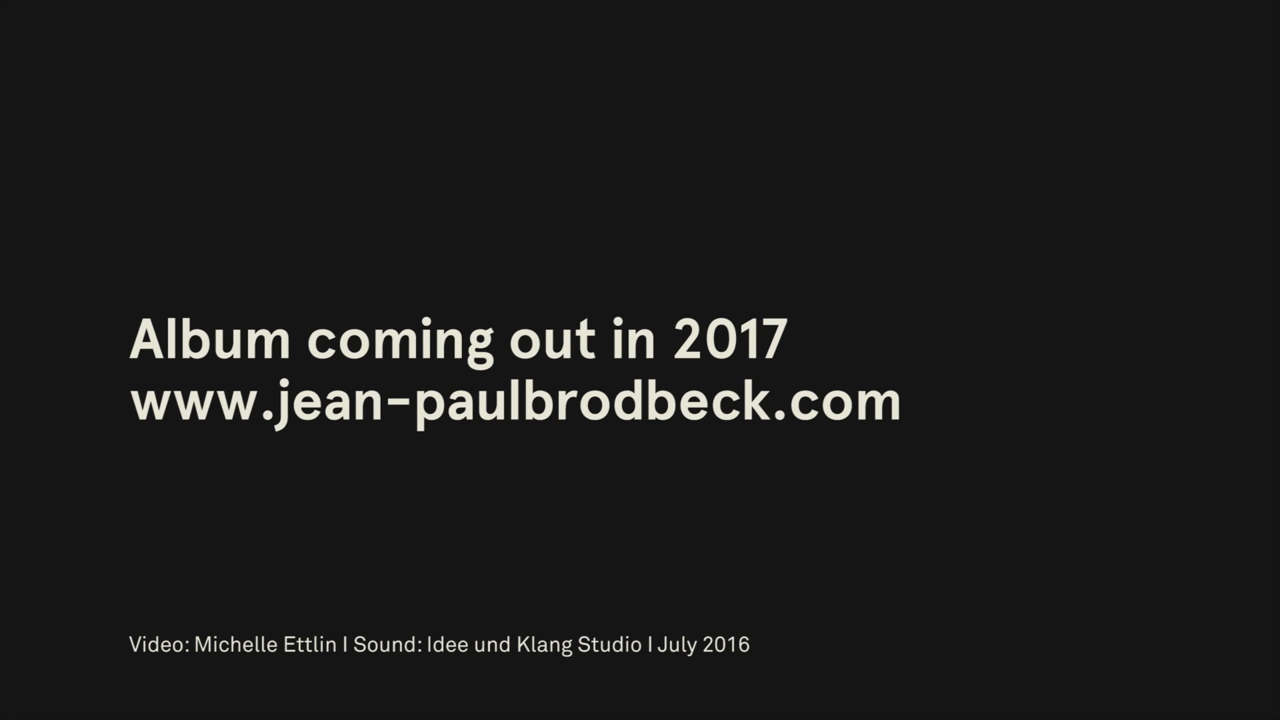 Album coming out in 2017
www.jean-paulbrodbeck.com
Video: Michelle Ettlin I Sound: Idee und Klang Studio I July 2016